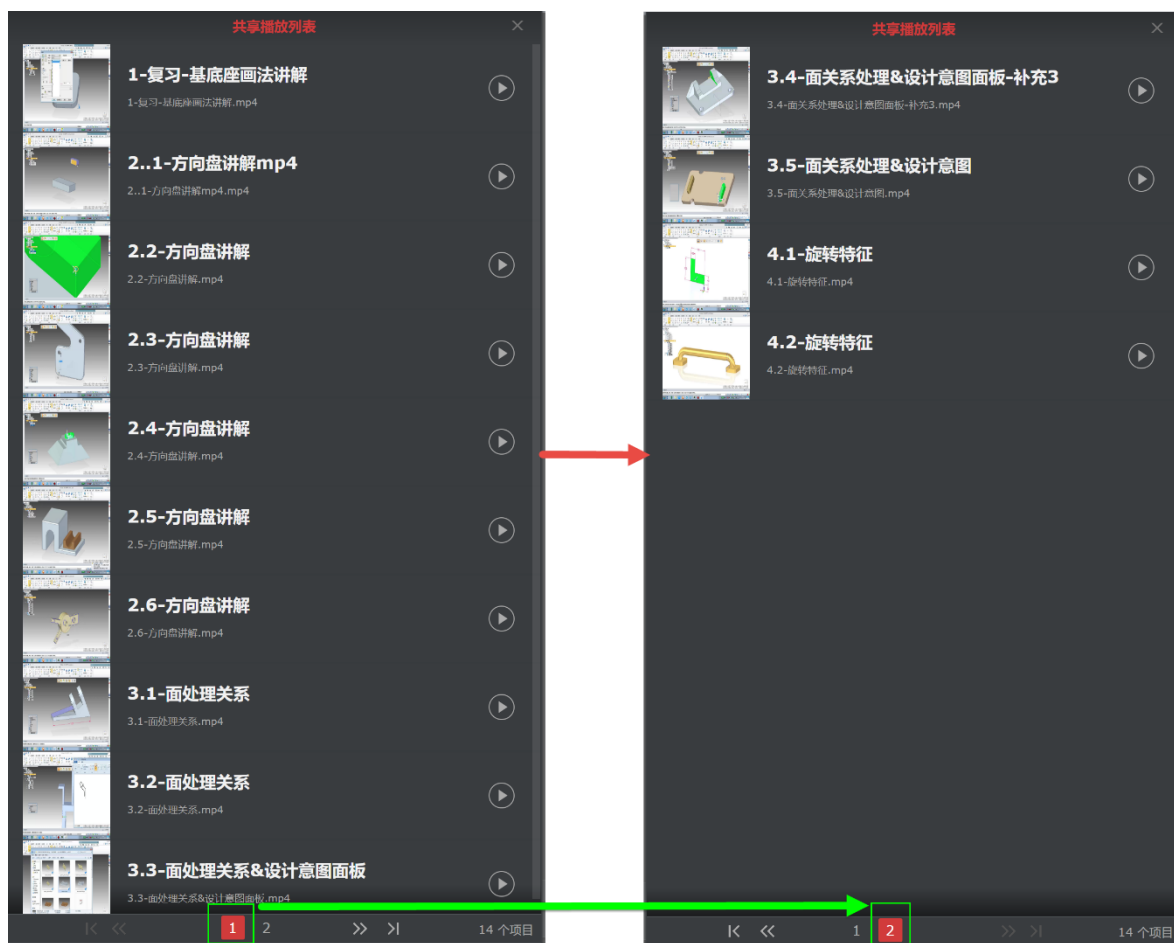 共享播放列表
1-复习-基底座画法讲解
1-复习-基底座画法讲解.mp4
2..1-方向盘讲解mp4
2..1-方向盘讲解mp4.mp4
2.2-方向盘讲解
2.2-方向盘讲解.mp4
2.3-方向盘讲解
2.3-方向盘讲解.mp4
2.4-方向盘讲解
2.4-方向盘讲解.mp4
2.5-方向盘讲解
2.5-方向盘讲解.mp4
2.6-方向盘讲解
2.6-方向盘讲解.mp4
3.1-面处理关系
3.1-面处理关系.mp4
3.2-面处理关系
3.2-面处理关系.mp4
3.3-面处理关系&设计意图面板
3.3-面处理关系&设计意图面板.mp4
1 2
14 个项目
共享播放列表
3.4-面关系处理&设计意图面板-补充3
3.4-面关系处理&设计意图面板-补充3.mp4
3.5-面关系处理&设计意图
3.5-面关系处理&设计意图.mp4
4.1-旋转特征
4.1-旋转特征.mp4
4.2-旋转特征
4.2-旋转特征.mp4
1 2
14 个项目